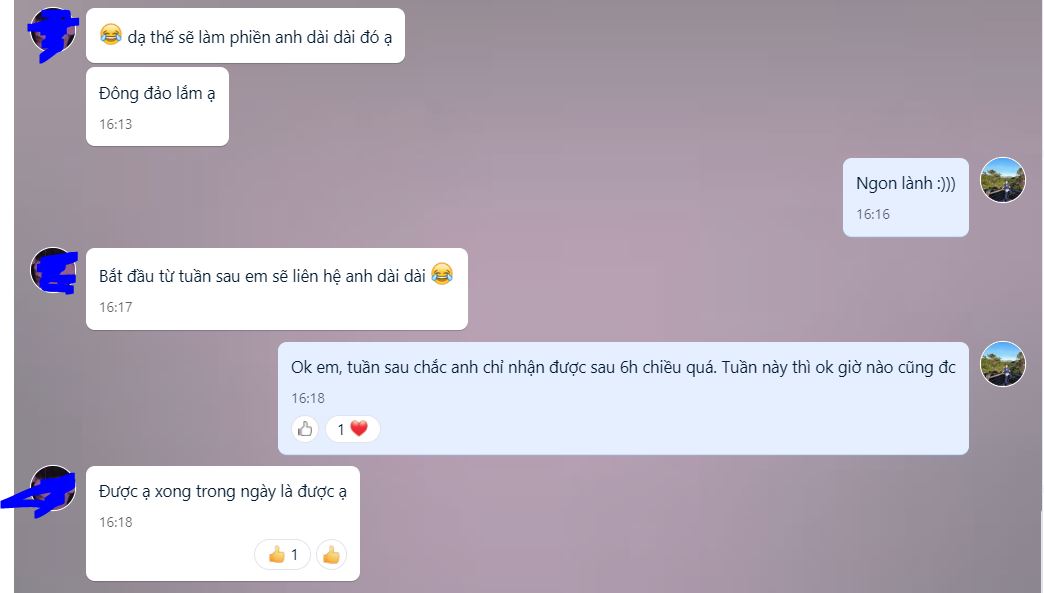 😂 dạ thế sẽ làm phiền anh dài dài đó ạ
Đông đảo lắm ạ
16:13
Ngon lành :)))
16:16
Bắt đầu từ tuần sau em sẽ liên hệ anh dài dài 😂
16:17
Ok em, tuần sau chắc anh chỉ nhận được sau 6h chiều quá. Tuần này thì ok giờ nào cũng đc
16:18
1 ❤️
Được ạ xong trong ngày là được ạ
16:18
👍 1 👍